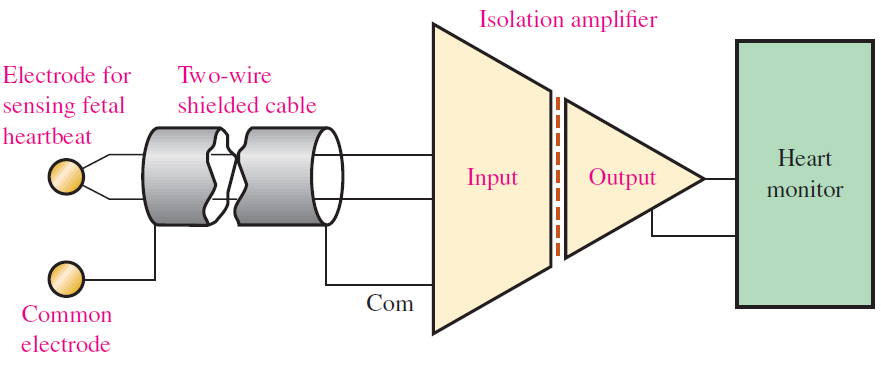 Isolation amplifier
Electrode for
sensing fetal
heartbeat
Two-wire
shielded cable
Input
Output
Heart
monitor
Com
Common
electrode